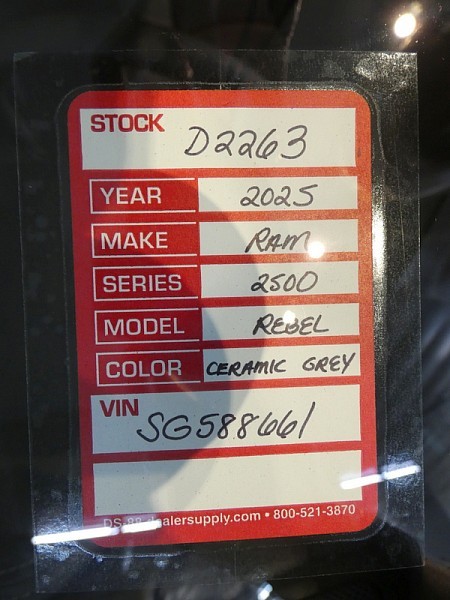 STOCK
D2263
YEAR 2025
MAKE RAM
SERIES 2500
MODEL REBEL
COLOR CERAMIC GREY
VIN
SG588661
DS-88 dealersupply.com • 800-521-3870